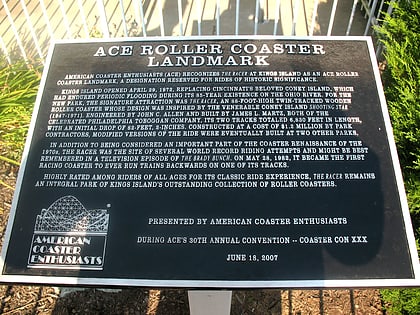 ACE ROLLER COASTER
LANDMARK
AMERICAN COASTER ENTHUSIASTS (ACE) RECOGNIZES THE RACER AT KINGS ISLAND AS AN ACE ROLLER
COASTER LANDMARK, A DESIGNATION RESERVED FOR RIDES OF HISTORIC SIGNIFICANCE.
KINGS ISLAND OPENED APRIL 29, 1972, REPLACING CINCINNATI'S BELOVED CONEY ISLAND, WHICH
HAD ENDURED PERIODIC FLOODING DURING ITS 85-YEAR EXISTENCE ON THE OHIO RIVER. FOR THE
NEW PARK, THE SIGNATURE ATTRACTION WAS THE RACER, AN 88-FOOT-HIGH TWIN-TRACKED WOODEN
ROLLER COASTER WHOSE DESIGN WAS INSPIRED BY THE VENERABLE CONEY ISLAND SHOOTING STAR
(1947-1971). ENGINEERED BY JOHN C. ALLEN AND BUILT BY JAMES L. MARTZ, BOTH OF THE
CELEBRATED PHILADELPHIA TOBOGGAN COMPANY, ITS TWO TRACKS TOTALED 6,830 FEET IN LENGTH,
WITH AN INITIAL DROP OF 82-FEET, 2-INCHES. CONSTRUCTED AT A COST OF $1.2 MILLION BY PARK
CONTRACTORS, MODIFIED VERSIONS OF THE RIDE WERE EVENTUALLY BUILT AT TWO OTHER PARKS.
IN ADDITION TO BEING CONSIDERED AN IMPORTANT PART OF THE COASTER RENAISSANCE OF THE
1970s, THE RACER WAS THE SITE OF SEVERAL WORLD RECORD RIDING ATTEMPTS AND MIGHT BE BEST
REMEMBERED IN A TELEVISION EPISODE OF THE BRADY BUNCH. ON MAY 28, 1982, IT BECAME THE FIRST
RACING COASTER TO EVER RUN TRAINS BACKWARDS ON ONE OF ITS TRACKS.
HIGHLY RATED AMONG RIDERS OF ALL AGES FOR ITS CLASSIC RIDE EXPERIENCE, THE RACER REMAINS
AN INTEGRAL PART OF KINGS ISLAND'S OUTSTANDING COLLECTION OF ROLLER COASTERS.
AMERICAN
COASTER
ENTHUSIASTS
PRESENTED BY AMERICAN COASTER ENTHUSIASTS
DURING ACE'S 30TH ANNUAL CONVENTION -- COASTER CON XXX
JUNE 18, 2007